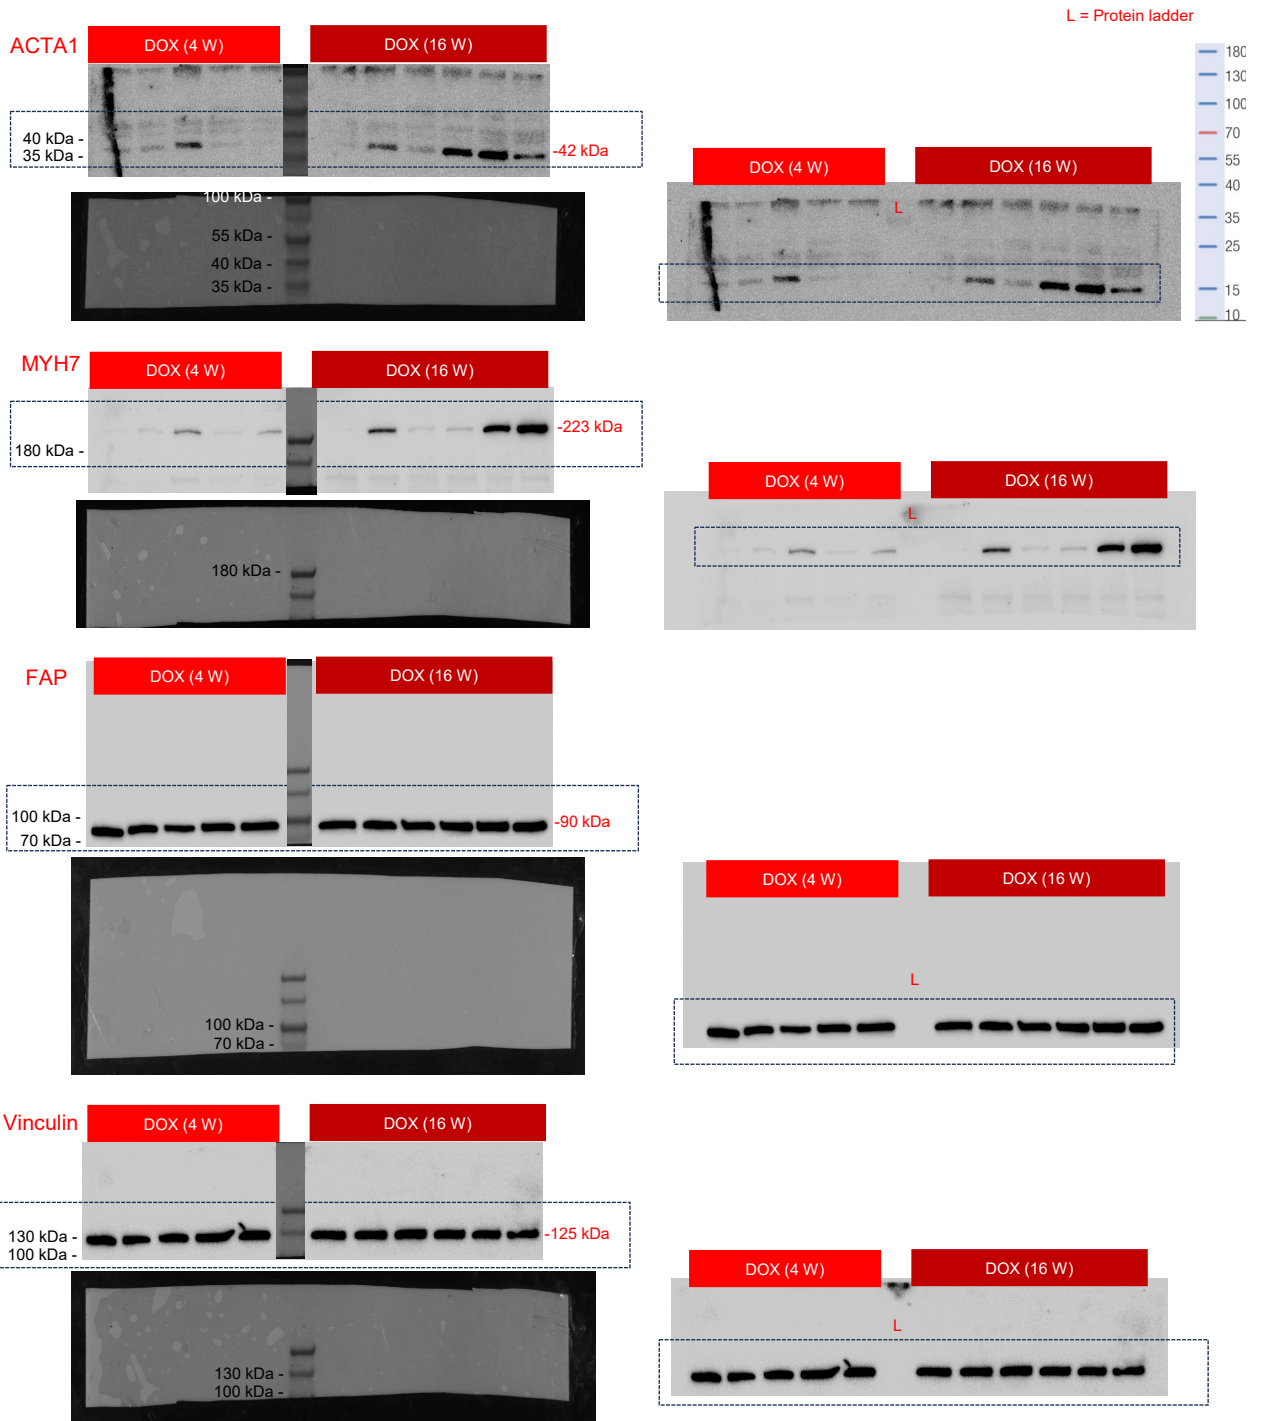 L = Protein ladder
ACTA1
DOX (4 W)
DOX (16 W)
40 kDa -
35 kDa -
-42 kDa
100 kDa -
55 kDa -
40 kDa -
35 kDa -
DOX (4 W)
DOX (16 W)
L
180
130
100
70
55
40
35
25
15
10
MYH7
DOX (4 W)
DOX (16 W)
180 kDa -
-223 kDa
180 kDa -
DOX (4 W)
DOX (16 W)
L
FAP
DOX (4 W)
DOX (16 W)
100 kDa -
70 kDa -
-90 kDa
100 kDa -
70 kDa -
DOX (4 W)
DOX (16 W)
L
Vinculin
DOX (4 W)
DOX (16 W)
130 kDa -
100 kDa -
-125 kDa
130 kDa -
100 kDa -
DOX (4 W)
DOX (16 W)
L